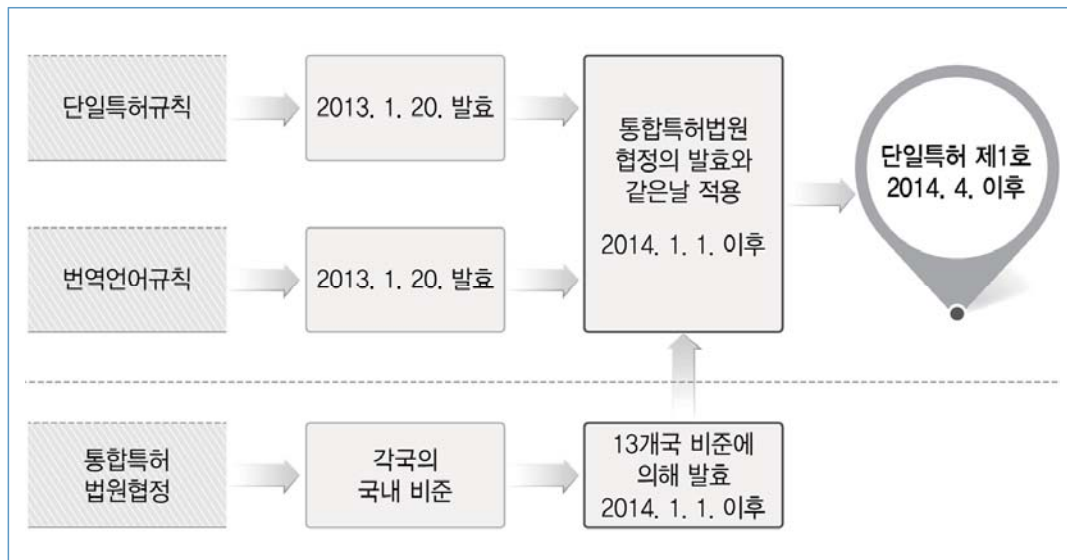 단일특허규칙
2013. 1. 20. 발효
통합특허법원
협정의 발효와
같은날 적용
2014. 1. 1. 이후
단일특허 제1호
2014. 4. 이후
번역언어규칙
2013. 1. 20. 발효
통합특허
법원협정
각국의
국내 비준
13개국 비준에
의해 발효
2014. 1. 1. 이후